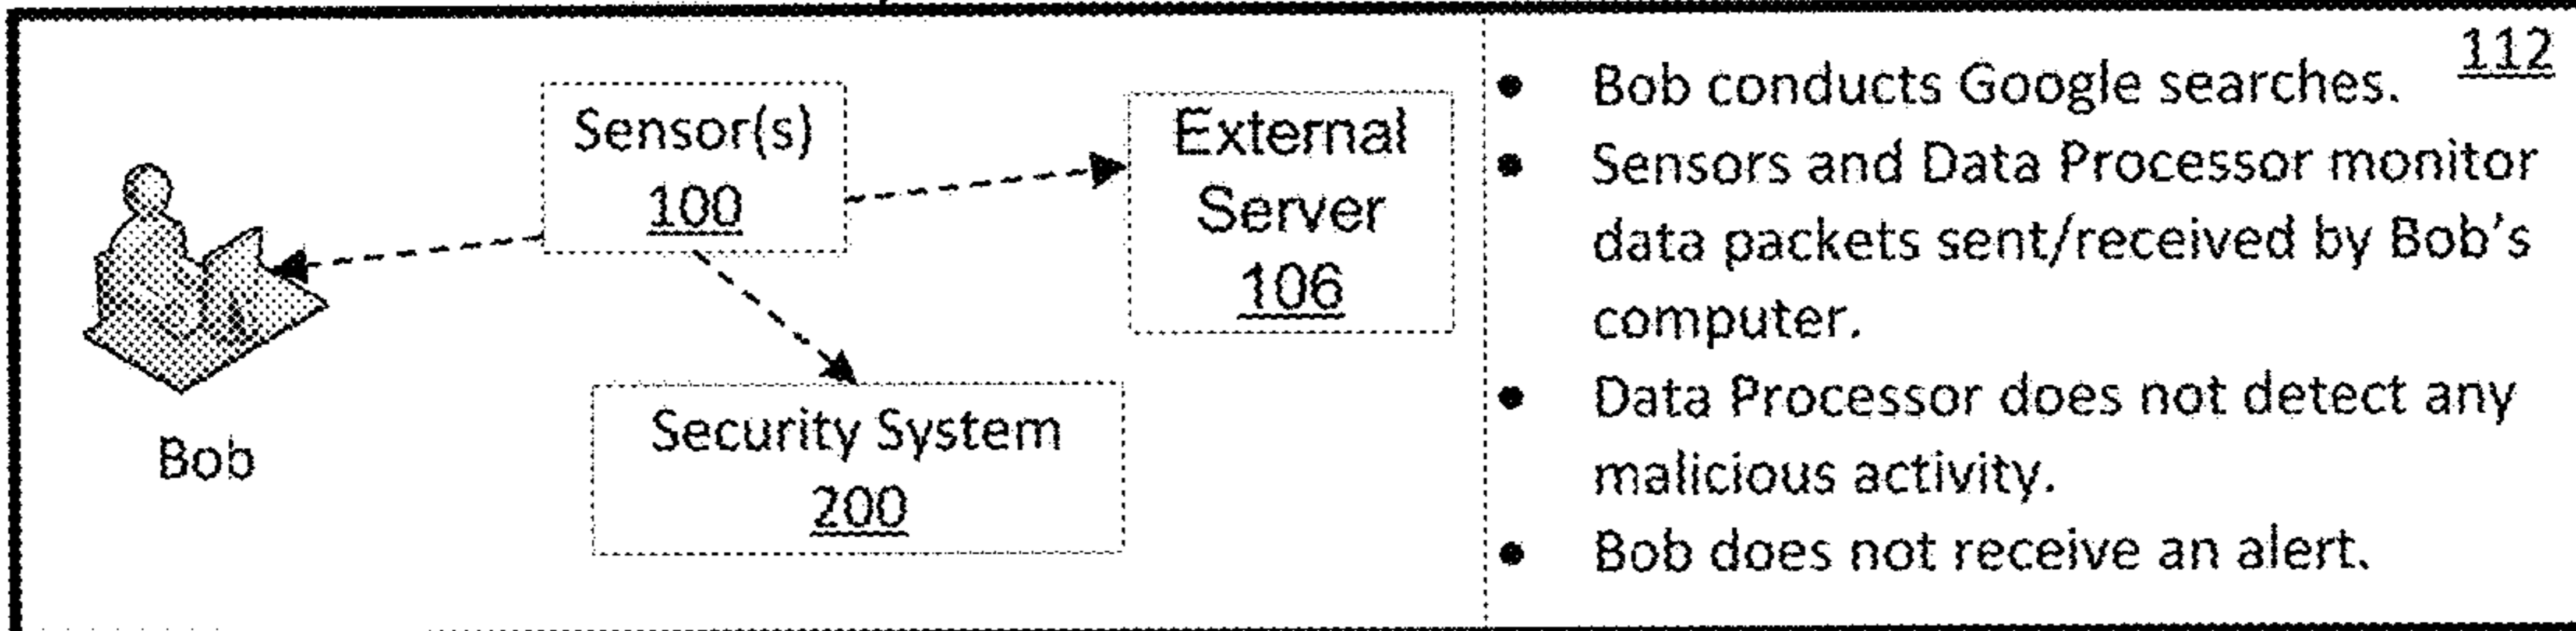 Sensor(s)
100
External
Server
106
Security System
200
Bob
112
• Bob conducts Google searches.
• Sensors and Data Processor monitor
data packets sent/received by Bob's
computer.
• Data Processor does not detect any
malicious activity.
• Bob does not receive an alert.